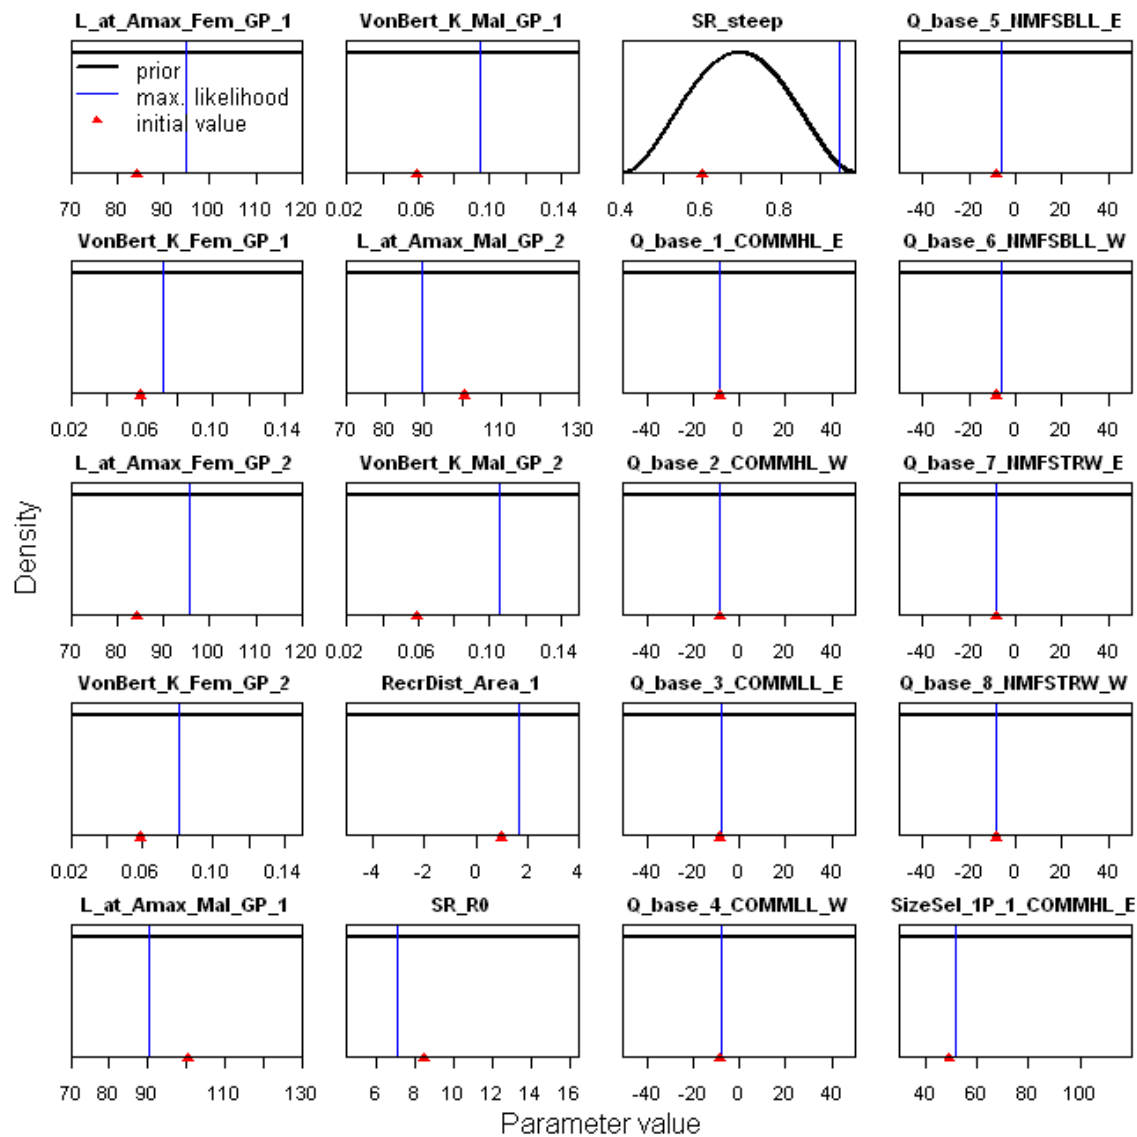 L_at_Amax_Fem_GP_1 VonBert_K_Mal_GP_1 SR_steep Q_base_5_NMFSBLL_E
prior
max. likelihood
initial value
70 80 90 100 110 120 0.02 0.06 0.10 0.14 0.4 0.6 0.8 -40 -20 0 20 40
VonBert_K_Fem_GP_1 L_at_Amax_Mal_GP_2 Q_base_1_COMMHL_E Q_base_6_NMFSBLL_W
0.02 0.06 0.10 0.14 70 80 90 110 130 -40 -20 0 20 40 -40 -20 0 20 40
L_at_Amax_Fem_GP_2 VonBert_K_Mal_GP_2 Q_base_2_COMMHL_W Q_base_7_NMFSTRW_E
Density
70 80 90 100 110 120 0.02 0.06 0.10 0.14 -40 -20 0 20 40 -40 -20 0 20 40
VonBert_K_Fem_GP_2 RecrDist_Area_1 Q_base_3_COMMLL_E Q_base_8_NMFSTRW_W
0.02 0.06 0.10 0.14 -4 -2 0 2 4 -40 -20 0 20 40 -40 -20 0 20 40
L_at_Amax_Mal_GP_1 SR_R0 Q_base_4_COMMLL_W SizeSel_1P_1_COMMHL_E
70 80 90 110 130 6 8 10 12 14 16 -40 -20 0 20 40 40 60 80 100
Parameter value